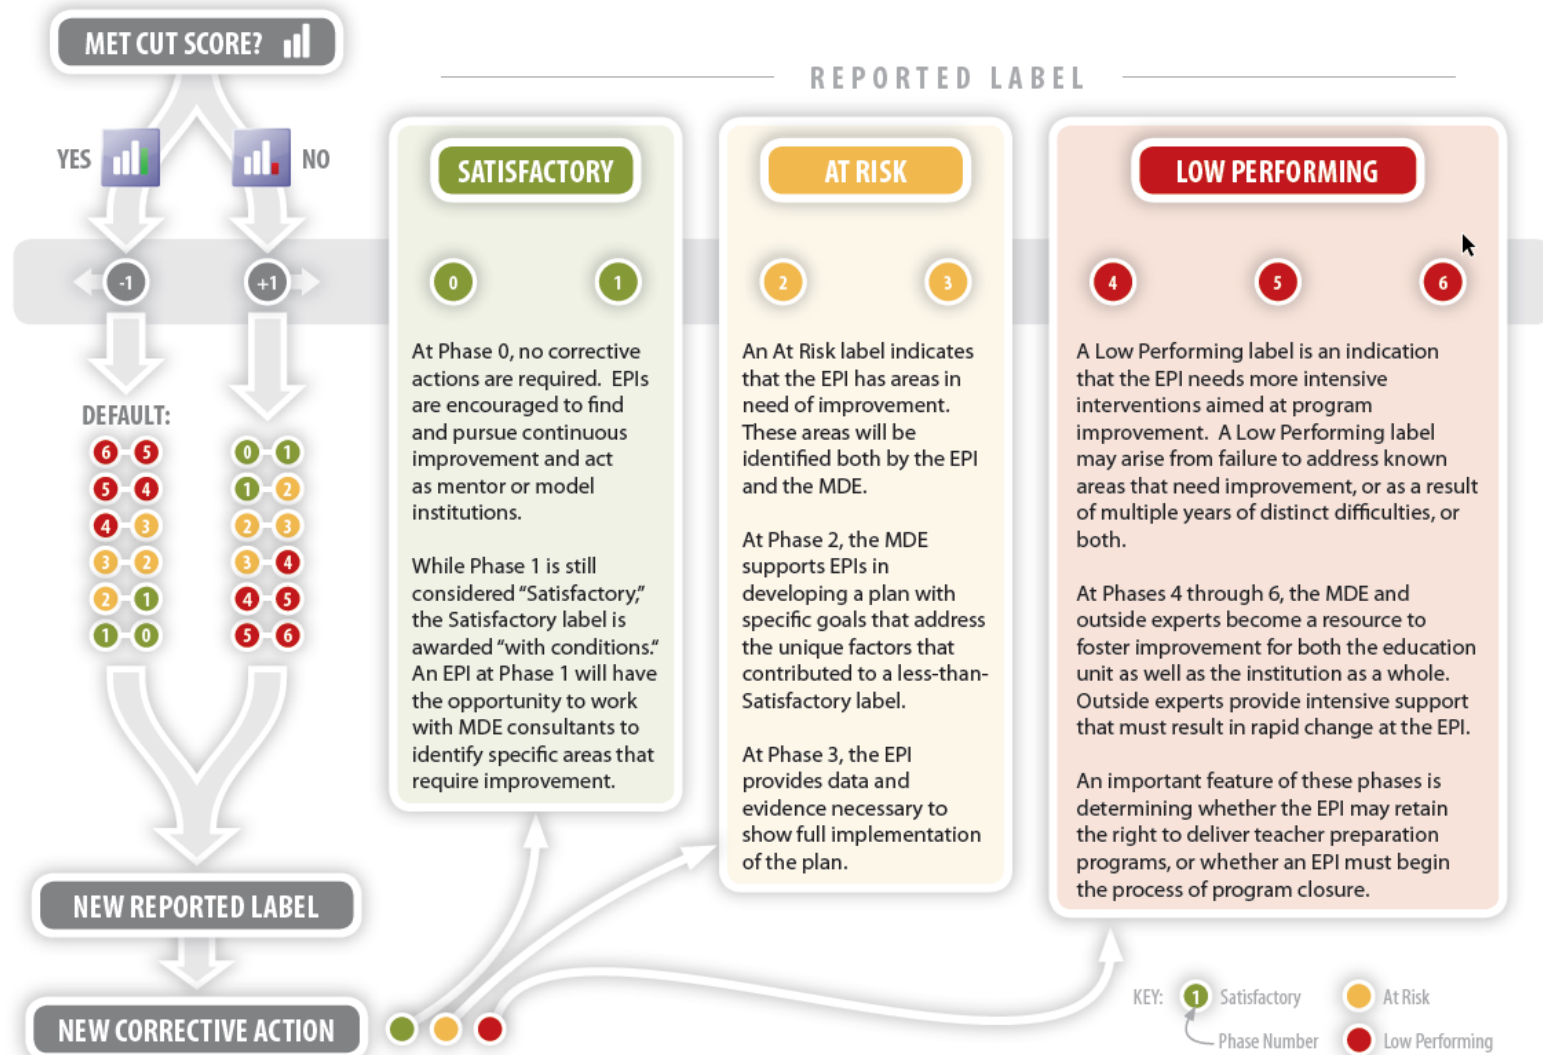 MET CUT SCORE?
YES
NO
-1
+1
DEFAULT:
6 5
5 4
4 3
3 2
2 1
1 0
0 1
1 2
2 3
3 4
4 5
5 6
NEW REPORTED LABEL
NEW CORRECTIVE ACTION
REPORTED LABEL
SATISFACTORY
0 1
At Phase 0, no corrective
actions are required. EPIs
are encouraged to find
and pursue continuous
improvement and act
as mentor or model
institutions.
While Phase 1 is still
considered “Satisfactory,”
the Satisfactory label is
awarded “with conditions.“
An EPI at Phase 1 will have
the opportunity to work
with MDE consultants to
identify specific areas that
require improvement.
AT RISK
2 3
An At Risk label indicates
that the EPI has areas in
need of improvement.
These areas will be
identified both by the EPI
and the MDE.
At Phase 2, the MDE
supports EPIs in
developing a plan with
specific goals that address
the unique factors that
contributed to a less-than-
Satisfactory label.
At Phase 3, the EPI
provides data and
evidence necessary to
show full implementation
of the plan.
LOW PERFORMING
4 5 6
A Low Performing label is an indication
that the EPI needs more intensive
interventions aimed at program
improvement. A Low Performing label
may arise from failure to address known
areas that need improvement, or as a result
of multiple years of distinct difficulties, or
both.
At Phases 4 through 6, the MDE and
outside experts become a resource to
foster improvement for both the education
unit as well as the institution as a whole.
Outside experts provide intensive support
that must result in rapid change at the EPI.
An important feature of these phases is
determining whether the EPI may retain
the right to deliver teacher preparation
programs, or whether an EPI must begin
the process of program closure.
KEY: 1 Satisfactory
At Risk
Phase Number
Low Performing